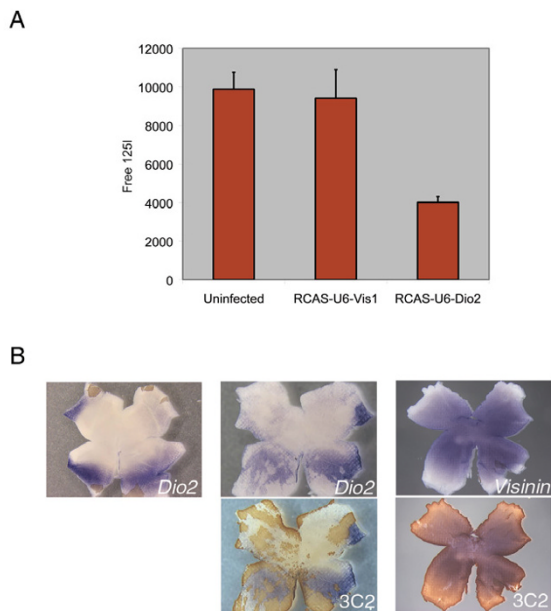 A
12000
10000
8000
6000
4000
2000
0
Free 125I
Uninfected
RCAS-U6-Vis1
RCAS-U6-Dio2
B
Dio2
Dio2
Visinin
3C2
3C2